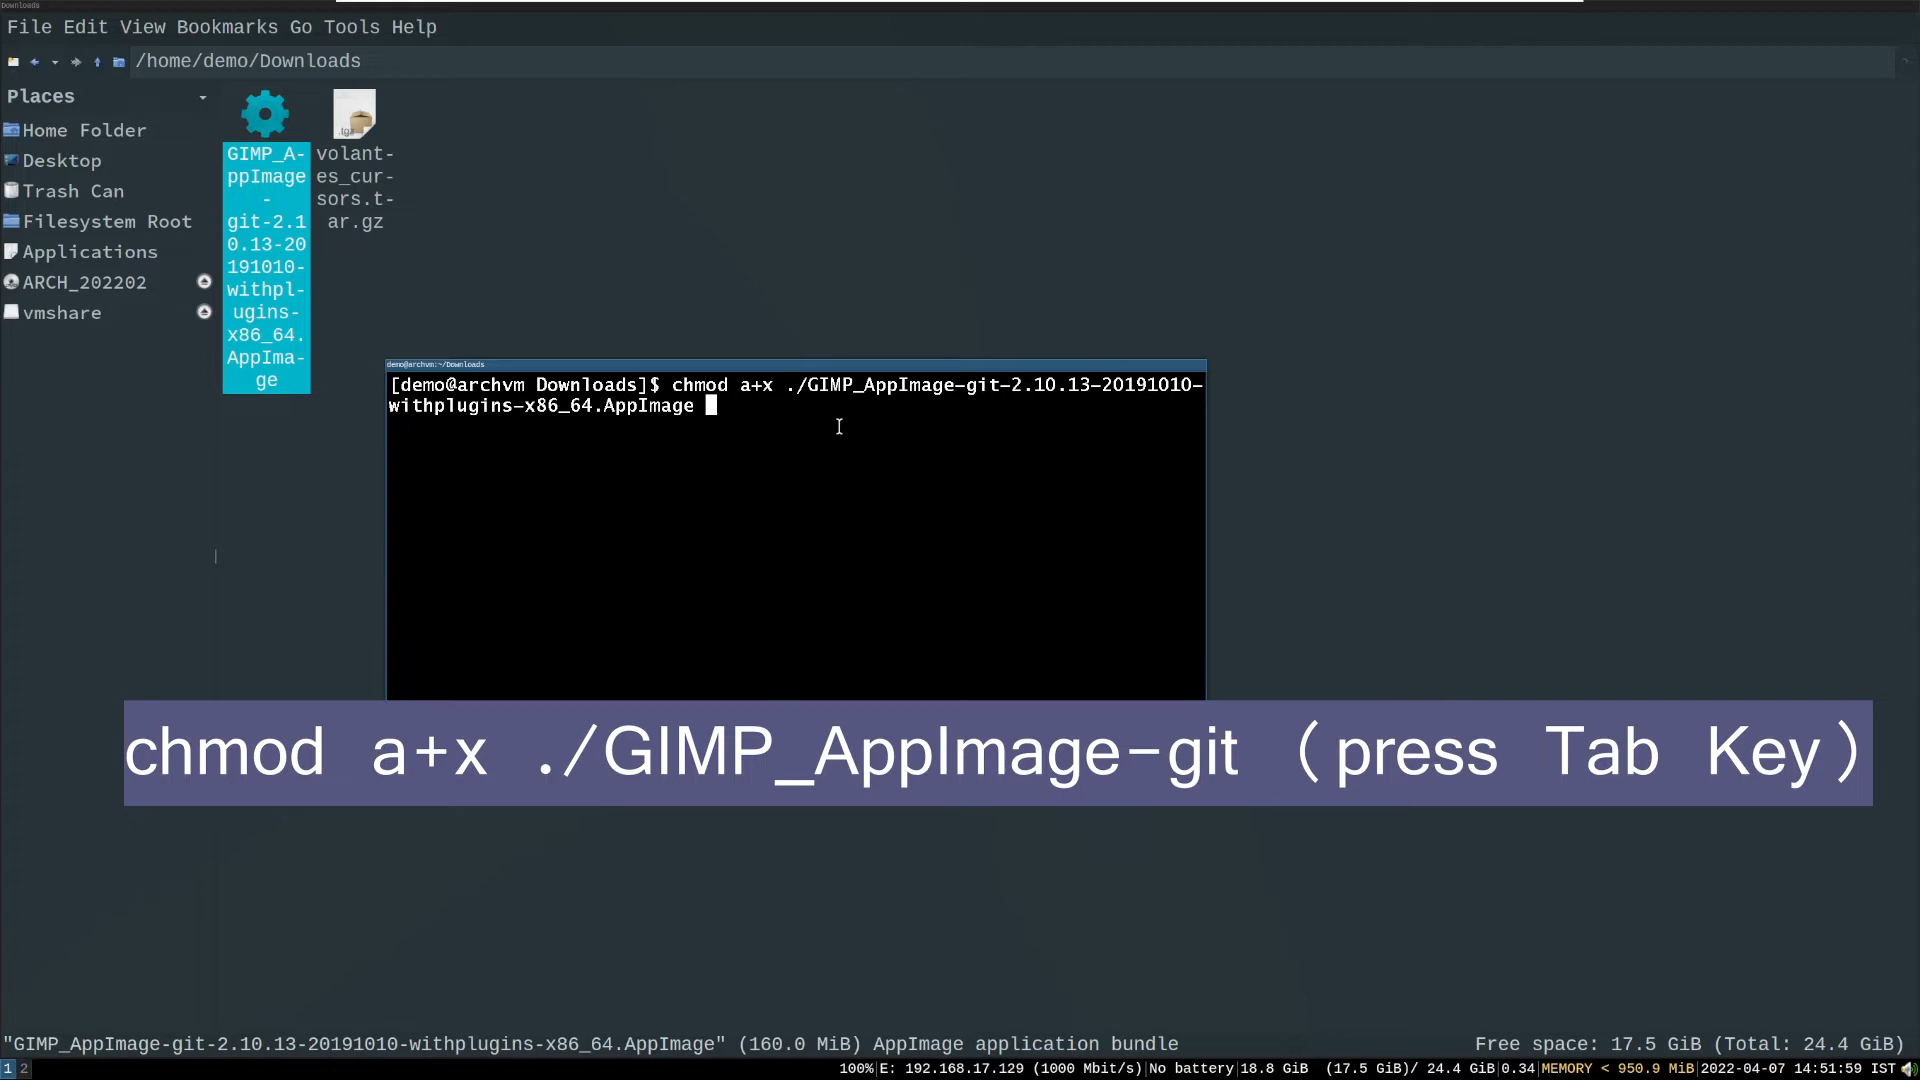 Downloads
File Edit View Bookmarks Go Tools Help
/home/demo/Downloads
Places
Home Folder
Desktop
Trash Can
Filesystem Root
Applications
ARCH_202202
vmshare
GIMP_A-
ppImage
-
git-2.1
0.13-20
191010-
withpl-
ugins-
x86_64.
AppIma-
ge
.tgz
volant-
es_cur-
sors.t-
ar.gz
demo@archvm:~/Downloads
[demo@archvm Downloads]$ chmod a+x ./GIMP_AppImage-git-2.10.13-20191010-
withplugins-x86_64.AppImage
chmod a+x ./GIMP_AppImage-git (press Tab Key)
"GIMP_AppImage-git-2.10.13-20191010-withplugins-x86_64.AppImage" (160.0 MiB) AppImage application bundle
Free space: 17.5 GiB (Total: 24.4 GiB)
1 2
100%|E: 192.168.17.129 (1000 Mbit/s)|No battery|18.8 GiB (17.5 GiB)/ 24.4 GiB|0.34|MEMORY < 950.9 MiB|2022-04-07 14:51:59 IST